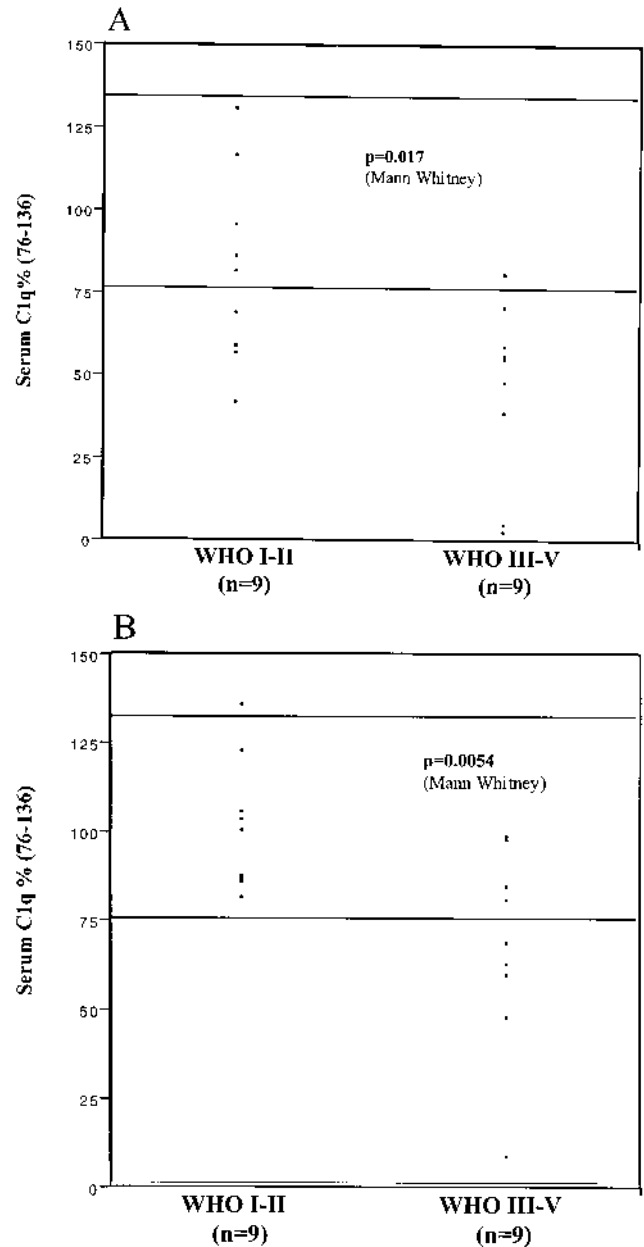 A
150
125
100
75
50
25
0
Serum C1q% (76-136)
p=0.017
(Mann Whitney)
WHO I-II
(n=9)
WHO III-V
(n=9)
B
150
125
100
75
50
25
0
Serum C1q % (76-136)
p=0.0054
(Mann Whitney)
WHO I-II
(n=9)
WHO III-V
(n=9)